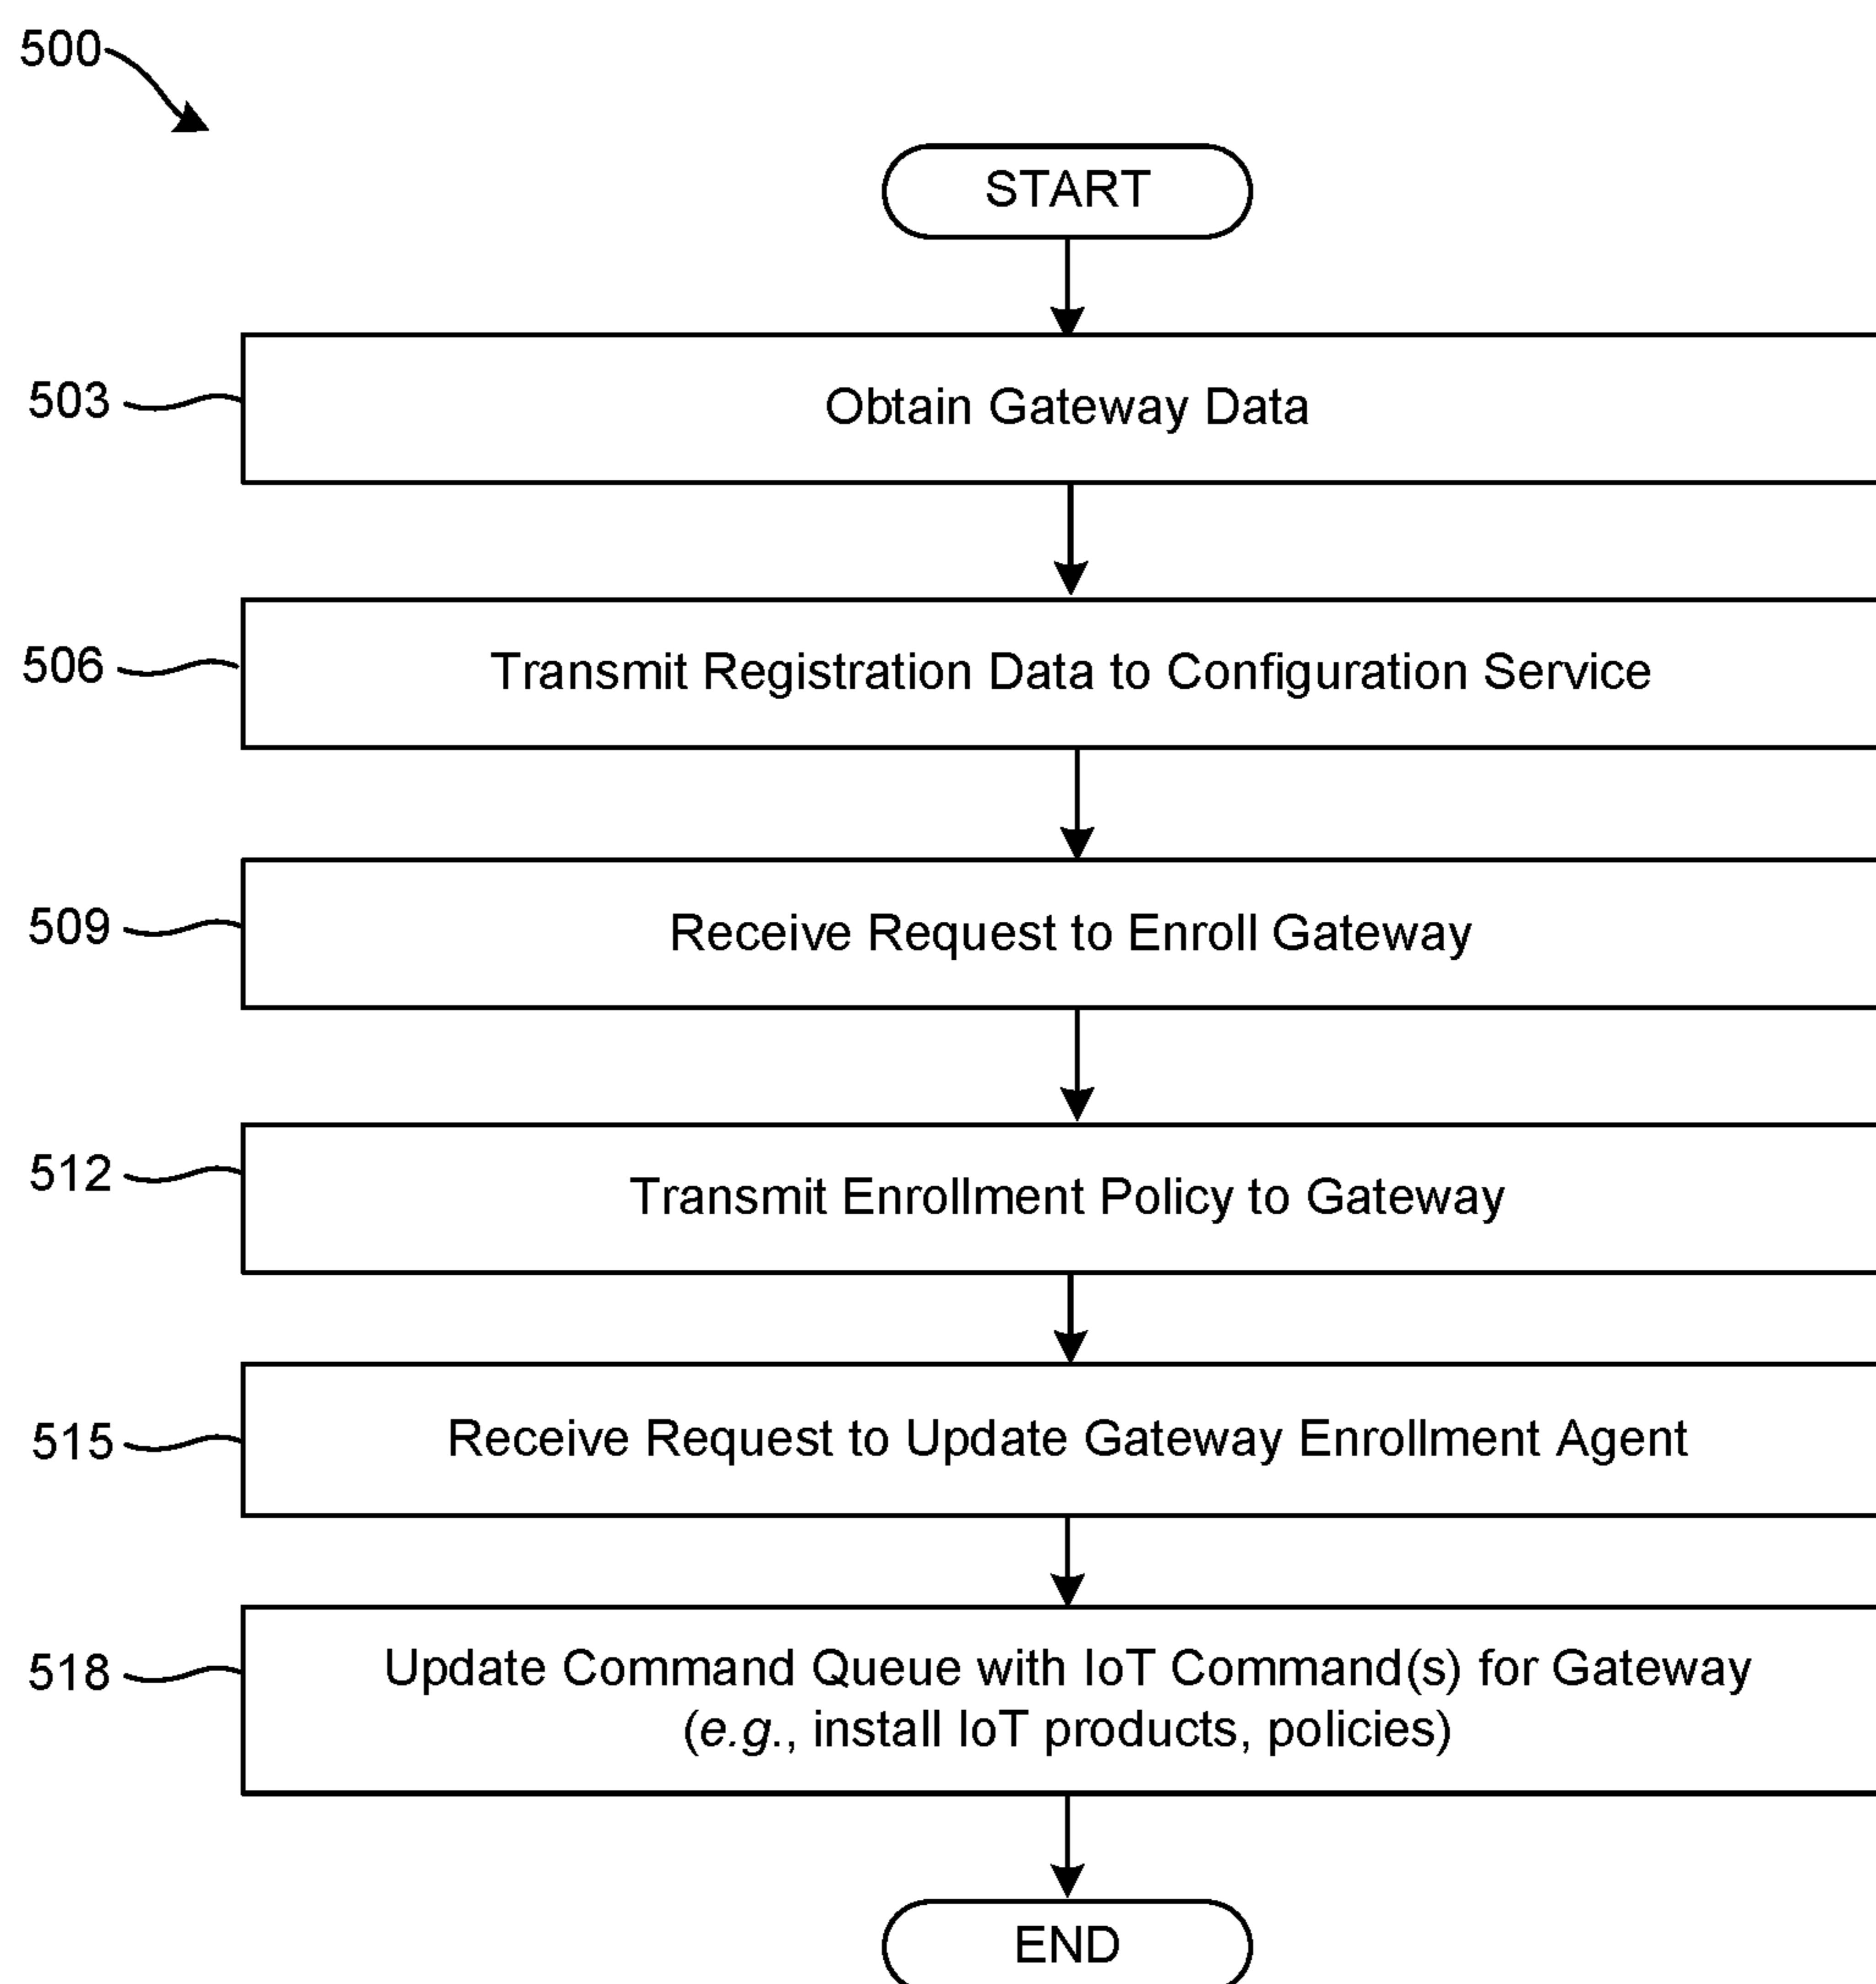 500
START
503
Obtain Gateway Data
506
Transmit Registration Data to Configuration Service
509
Receive Request to Enroll Gateway
512
Transmit Enrollment Policy to Gateway
515
Receive Request to Update Gateway Enrollment Agent
518
Update Command Queue with IoT Command(s) for Gateway
(e.g., install IoT products, policies)
END